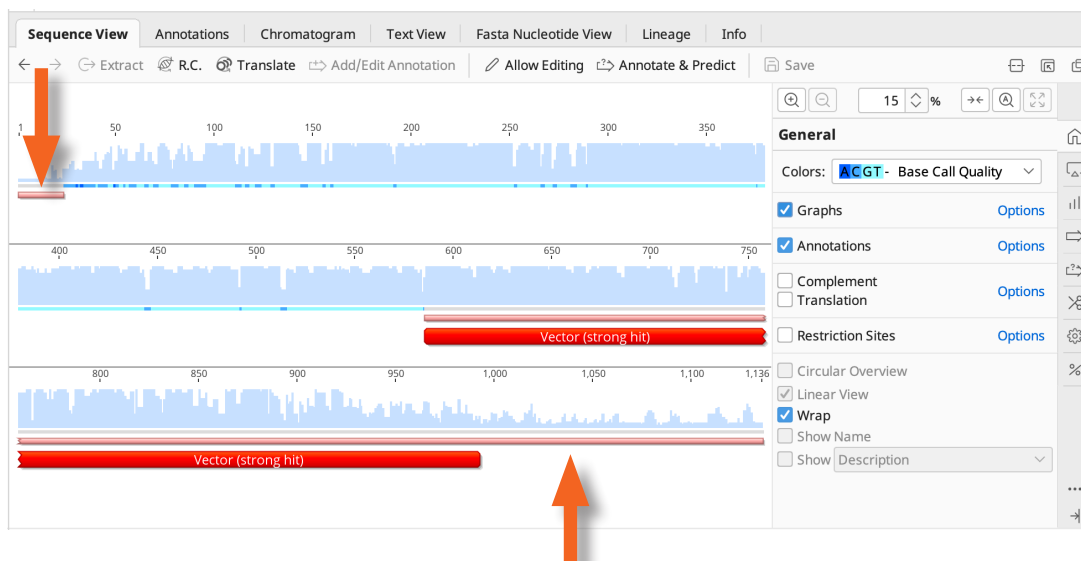 Sequence View Annotations Chromatogram Text View Fasta Nucleotide View Lineage Info
Extract R.C. Translate Add/Edit Annotation Allow Editing Annotate & Predict Save
15 %
1 50 100 150 200 250 300 350
General
Colors: ACGT - Base Call Quality
Graphs Options
Annotations Options
400 450 500 550 600 650 700 750
Complement
Translation
Options
Vector (strong hit)
Restriction Sites Options
800 850 900 950 1,000 1,050 1,100 1,136
Circular Overview
Linear View
Wrap
Show Name
Vector (strong hit)
Show Description